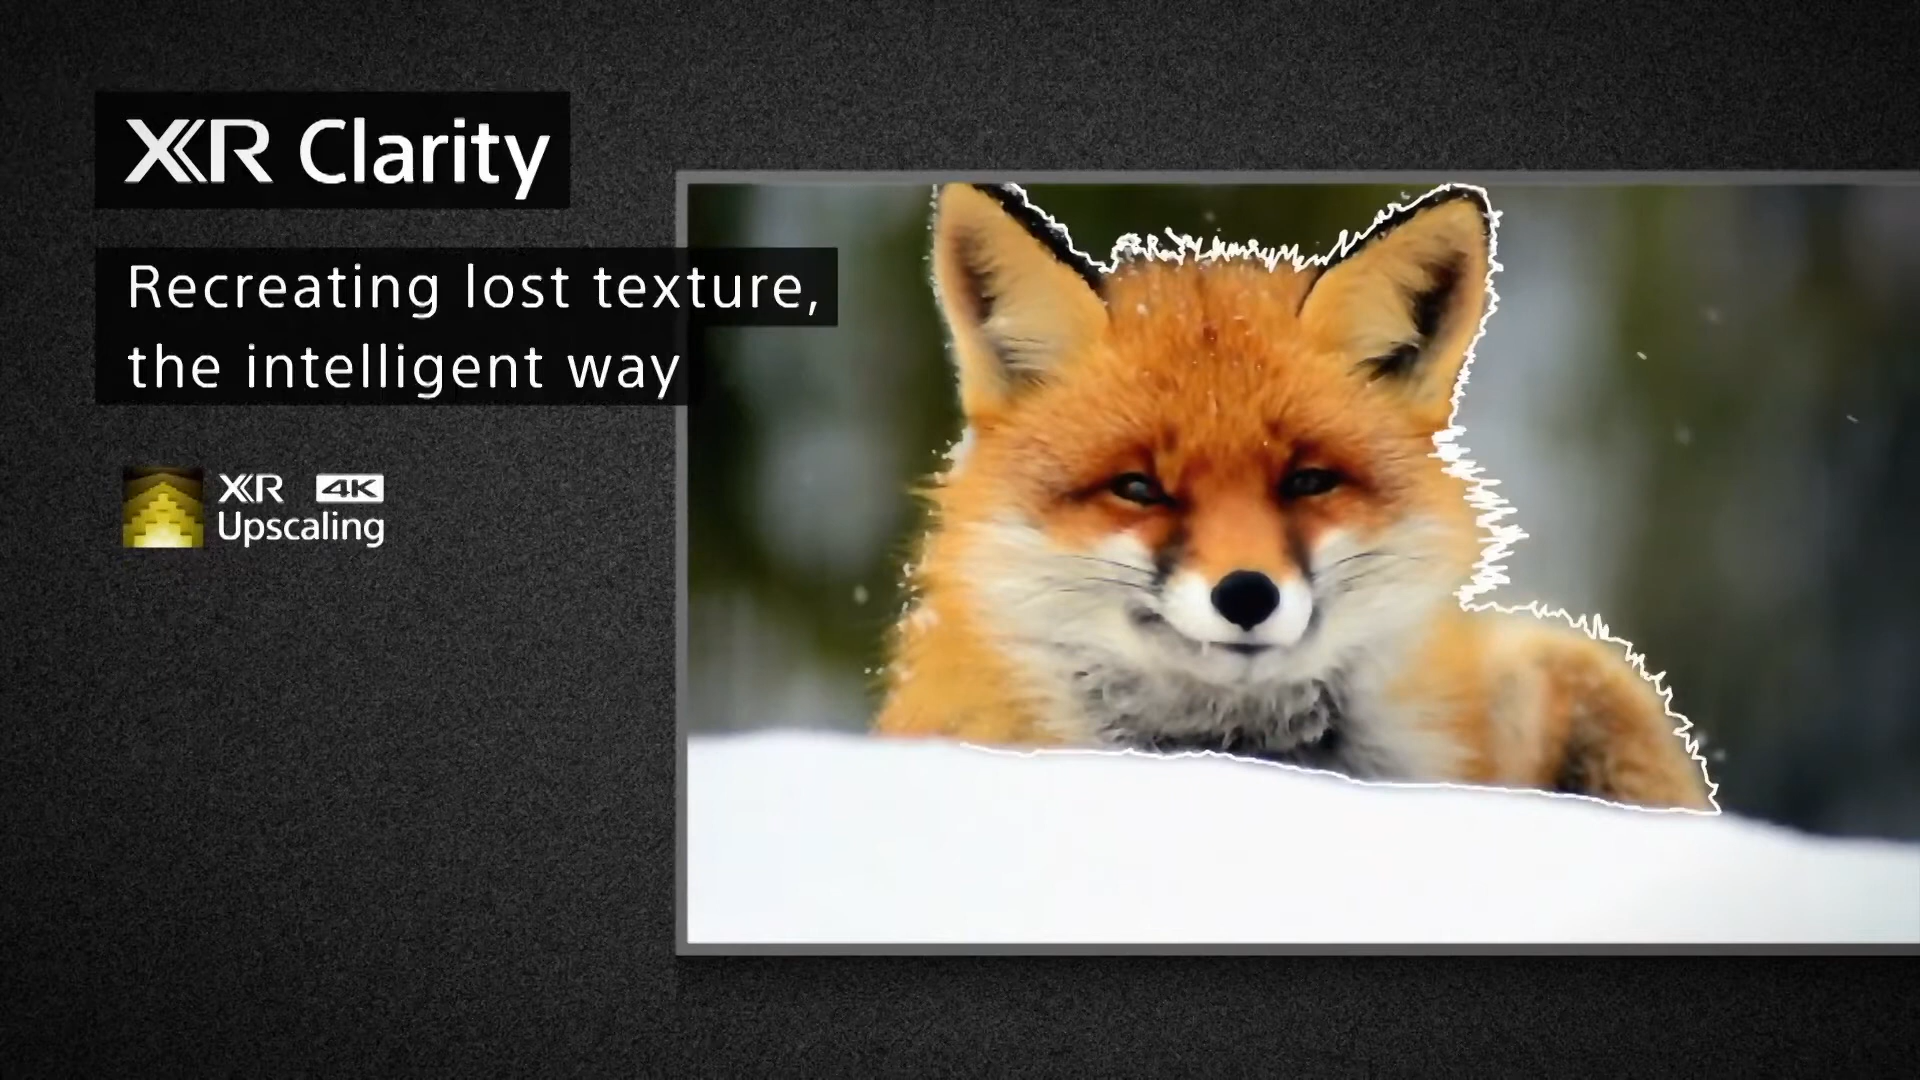 XR Clarity
Recreating lost texture,
the intelligent way
XR 4K
Upscaling